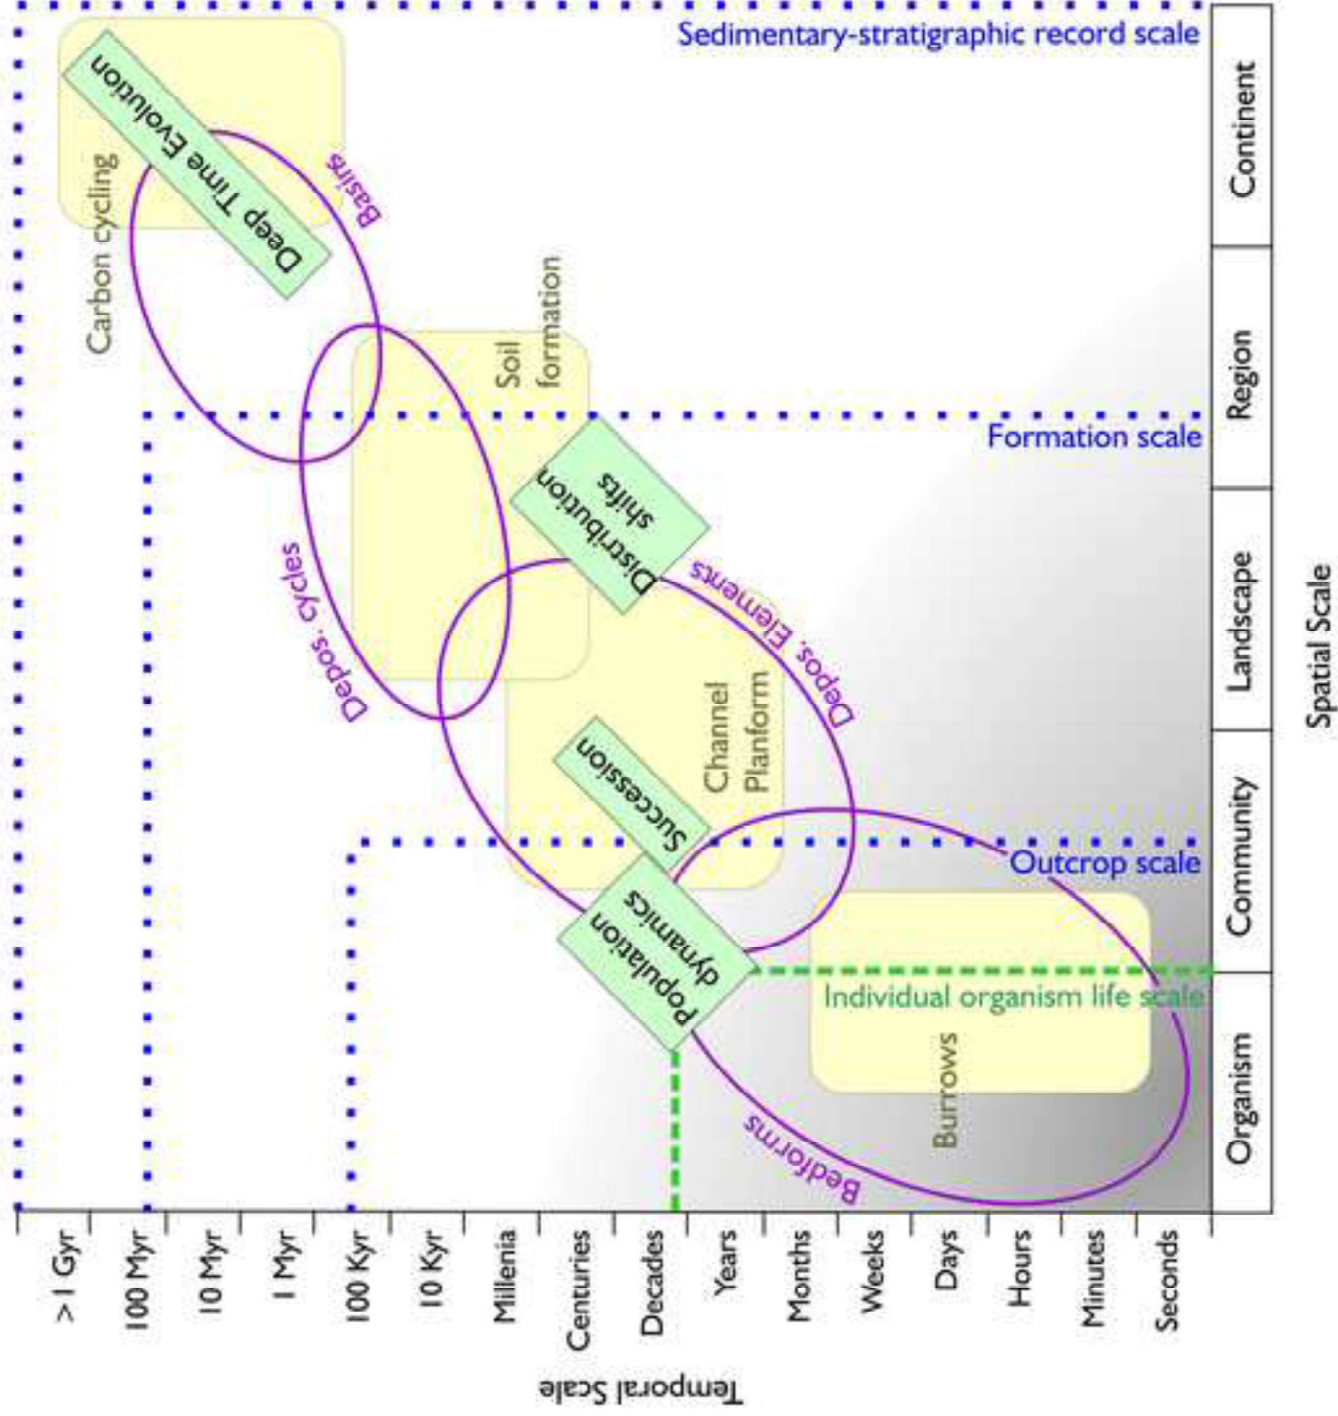 Sedimentary-stratigraphic record scale
Deep Time Evolution
Carbon cycling
Basins
Soil
formation
Formation scale
Distribution
shifts
Depos. cycles
Depos. Elements
Channel
Planform
Succession
Outcrop scale
Population
dynamics
Individual organism life scale
Burrows
Bedforms
Continent
Region
Landscape
Community
Organism
Spatial Scale
>1 Gyr
100 Myr
10 Myr
1 Myr
100 Kyr
10 Kyr
Millenia
Centuries
Decades
Years
Months
Weeks
Days
Hours
Minutes
Seconds
Temporal Scale